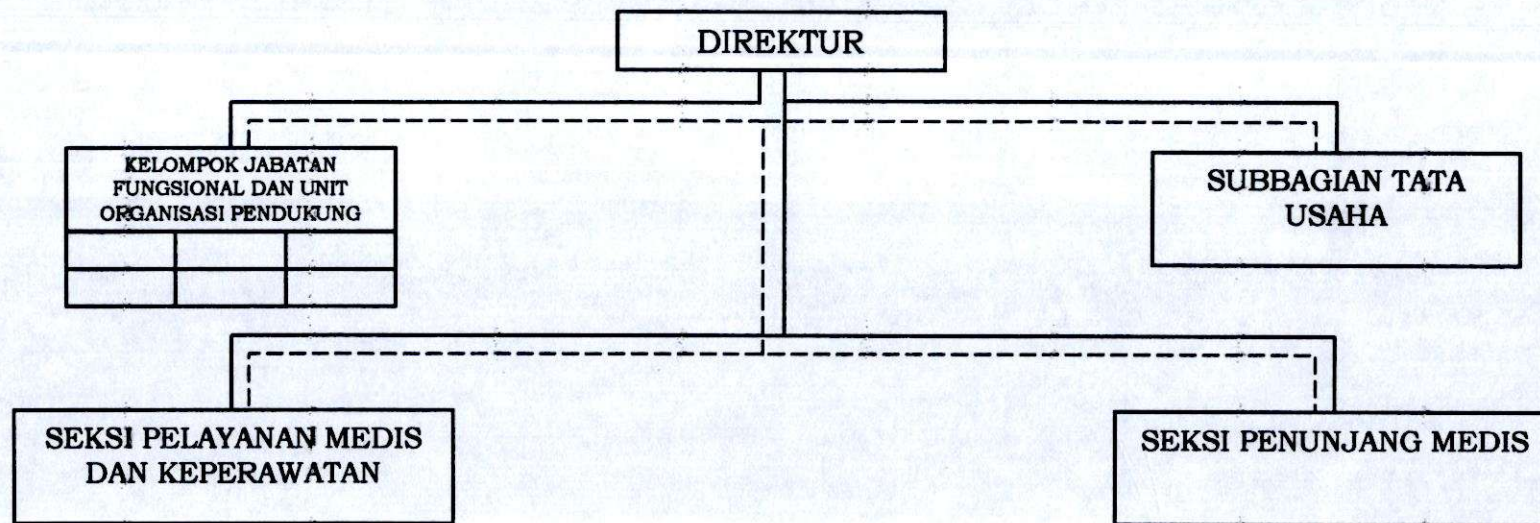 DIREKTUR
KELOMPOK JABATAN
FUNGSIONAL DAN UNIT
ORGANISASI PENDUKUNG
SUBBAGIAN TATA
USAHA
SEKSI PELAYANAN MEDIS
DAN KEPERAWATAN
SEKSI PENUNJANG MEDIS